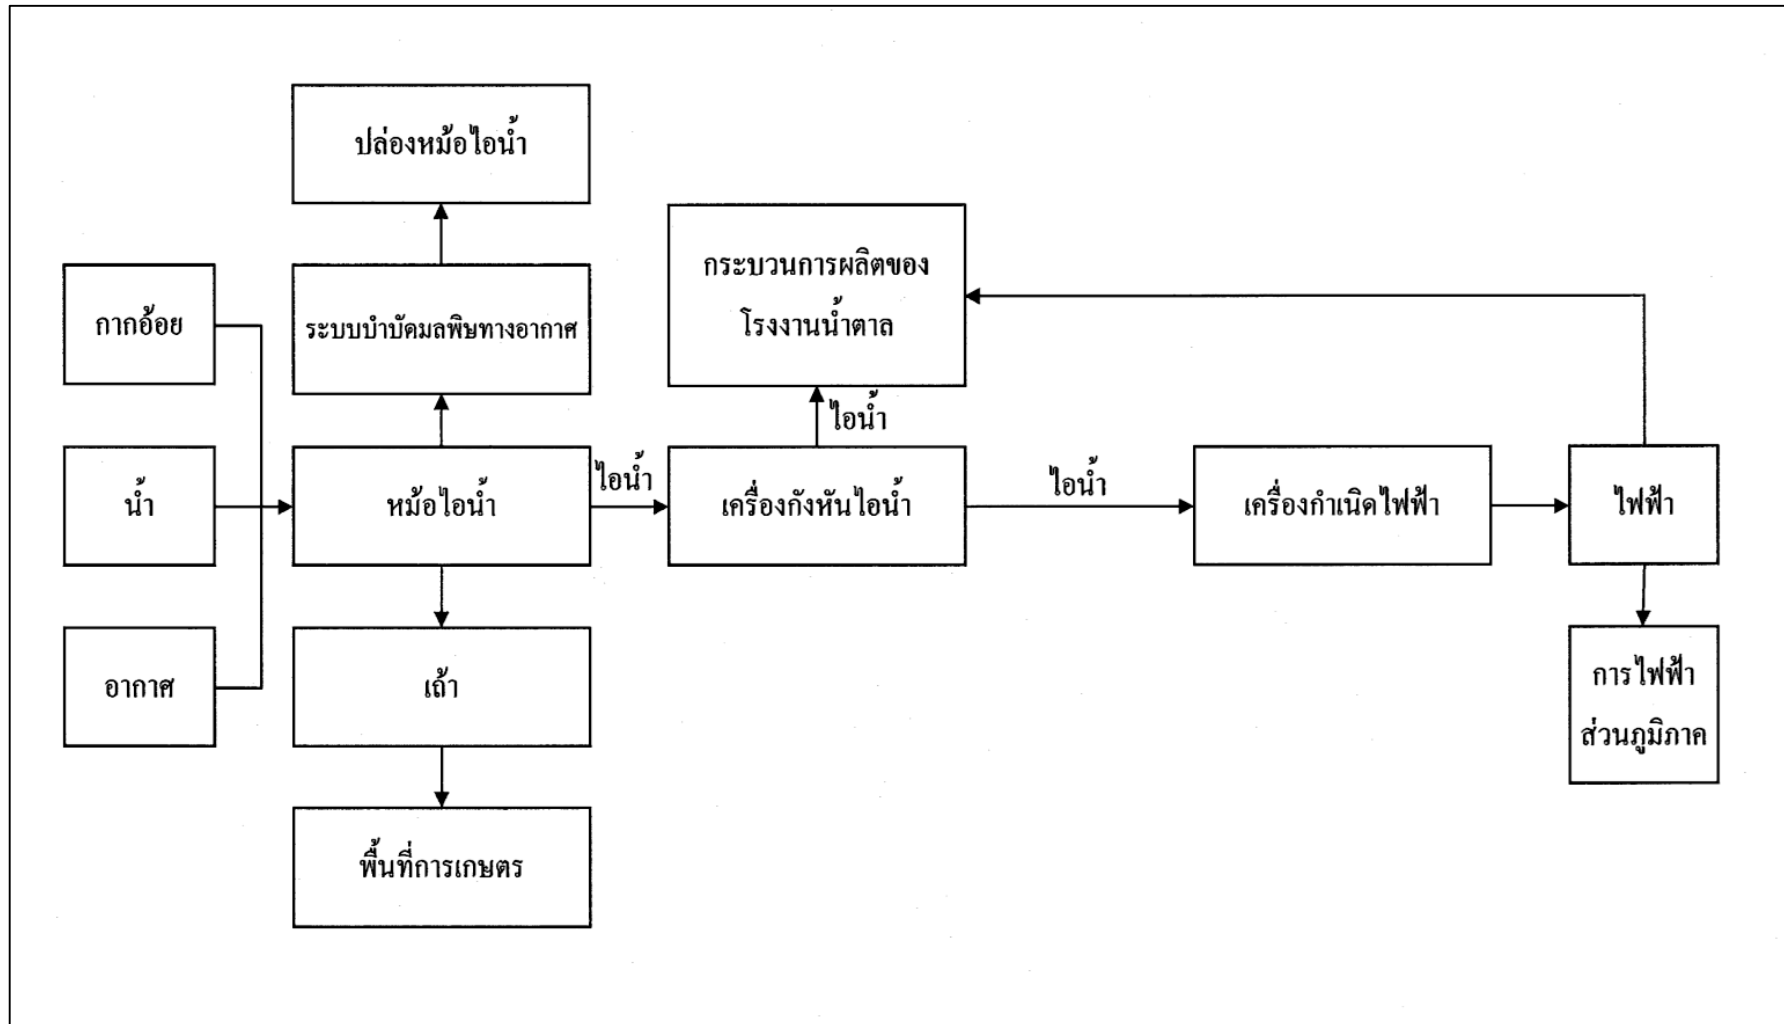 ปล่องหม้อไอน้ำ
กระบวนการผลิตของ
โรงงานน้ำตาล
กากอ้อย
ระบบบำบัดมลพิษทางอากาศ
ไอน้ำ
น้ำ
หม้อไอน้ำ
ไอน้ำ
เครื่องกังหันไอน้ำ
ไอน้ำ
เครื่องกำเนิดไฟฟ้า
ไฟฟ้า
อากาศ
เถ้า
การไฟฟ้า
ส่วนภูมิภาค
พื้นที่การเกษตร